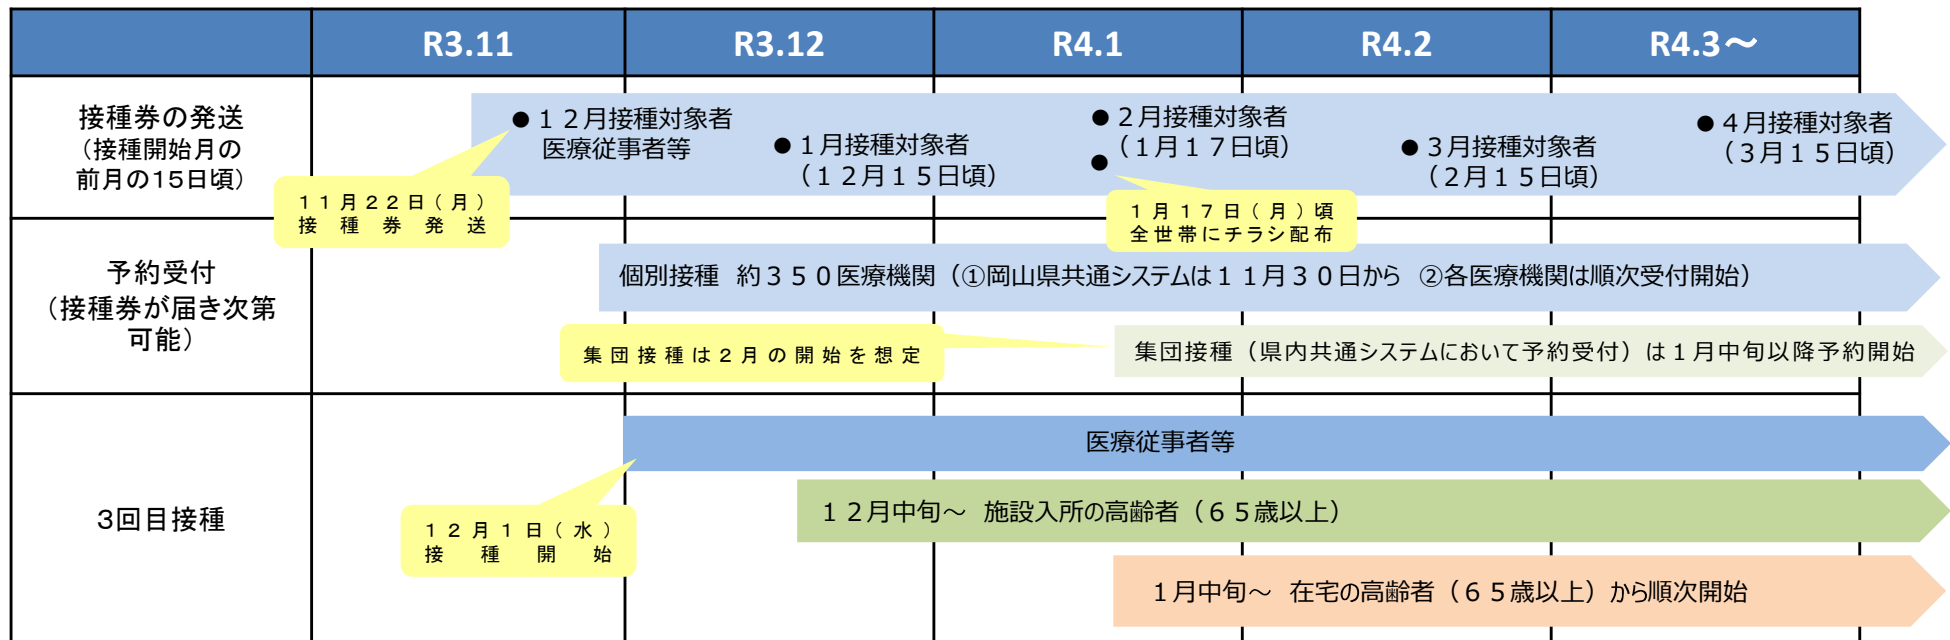 R3.11
R3.12
R4.1
R4.2
R4.3～
接種券の発送
（接種開始月の
前月の15日頃）
●１２月接種対象者
医療従事者等
●１月接種対象者
（１２月１５日頃）
●２月接種対象者
（１月１７日頃）
●
●３月接種対象者
（２月１５日頃）
●４月接種対象者
（３月１５日頃）
１１月２２日（月）
接種券発送
１月１７日（月）頃
全世帯にチラシ配布
予約受付
（接種券が届き次第
可能）
個別接種　約３５０医療機関（①岡山県共通システムは１１月３０日から　②各医療機関は順次受付開始）
集団接種は２月の開始を想定
集団接種（県内共通システムにおいて予約受付）は１月中旬以降予約開始
3回目接種
医療従事者等
１２月１日（水）
接種開始
１２月中旬～　施設入所の高齢者（６５歳以上）
１月中旬～　在宅の高齢者（６５歳以上）から順次開始